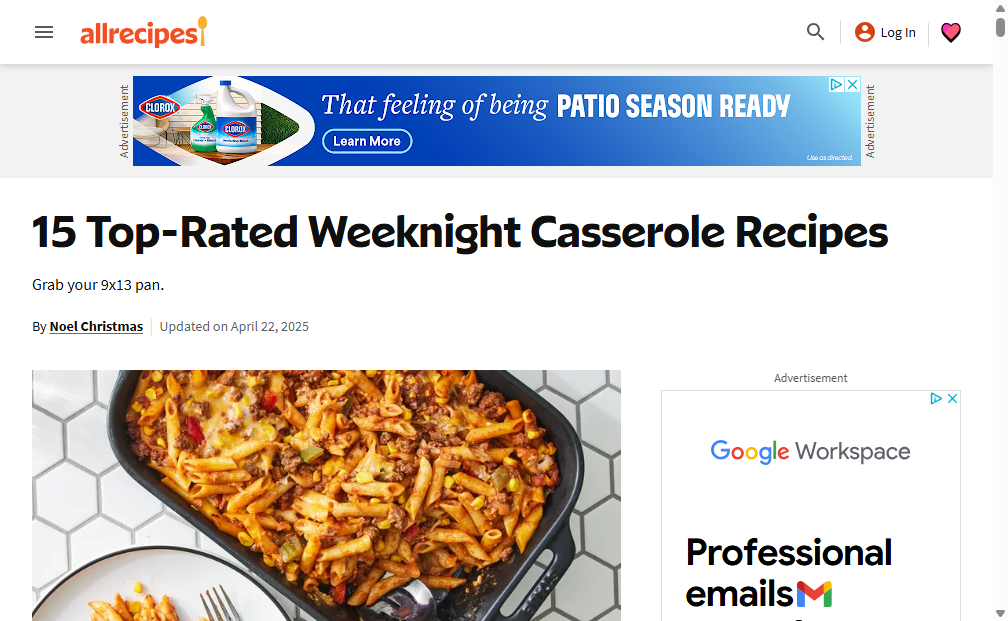 allrecipes
Log In
Advertisement
CLOROX
CLOROX
CLOROX
That feeling of being PATIO SEASON READY
Learn More
Use as directed.
Advertisement
15 Top-Rated Weeknight Casserole Recipes
Grab your 9x13 pan.
By Noel Christmas
Updated on April 22, 2025
Advertisement
Google Workspace
Professional
emails